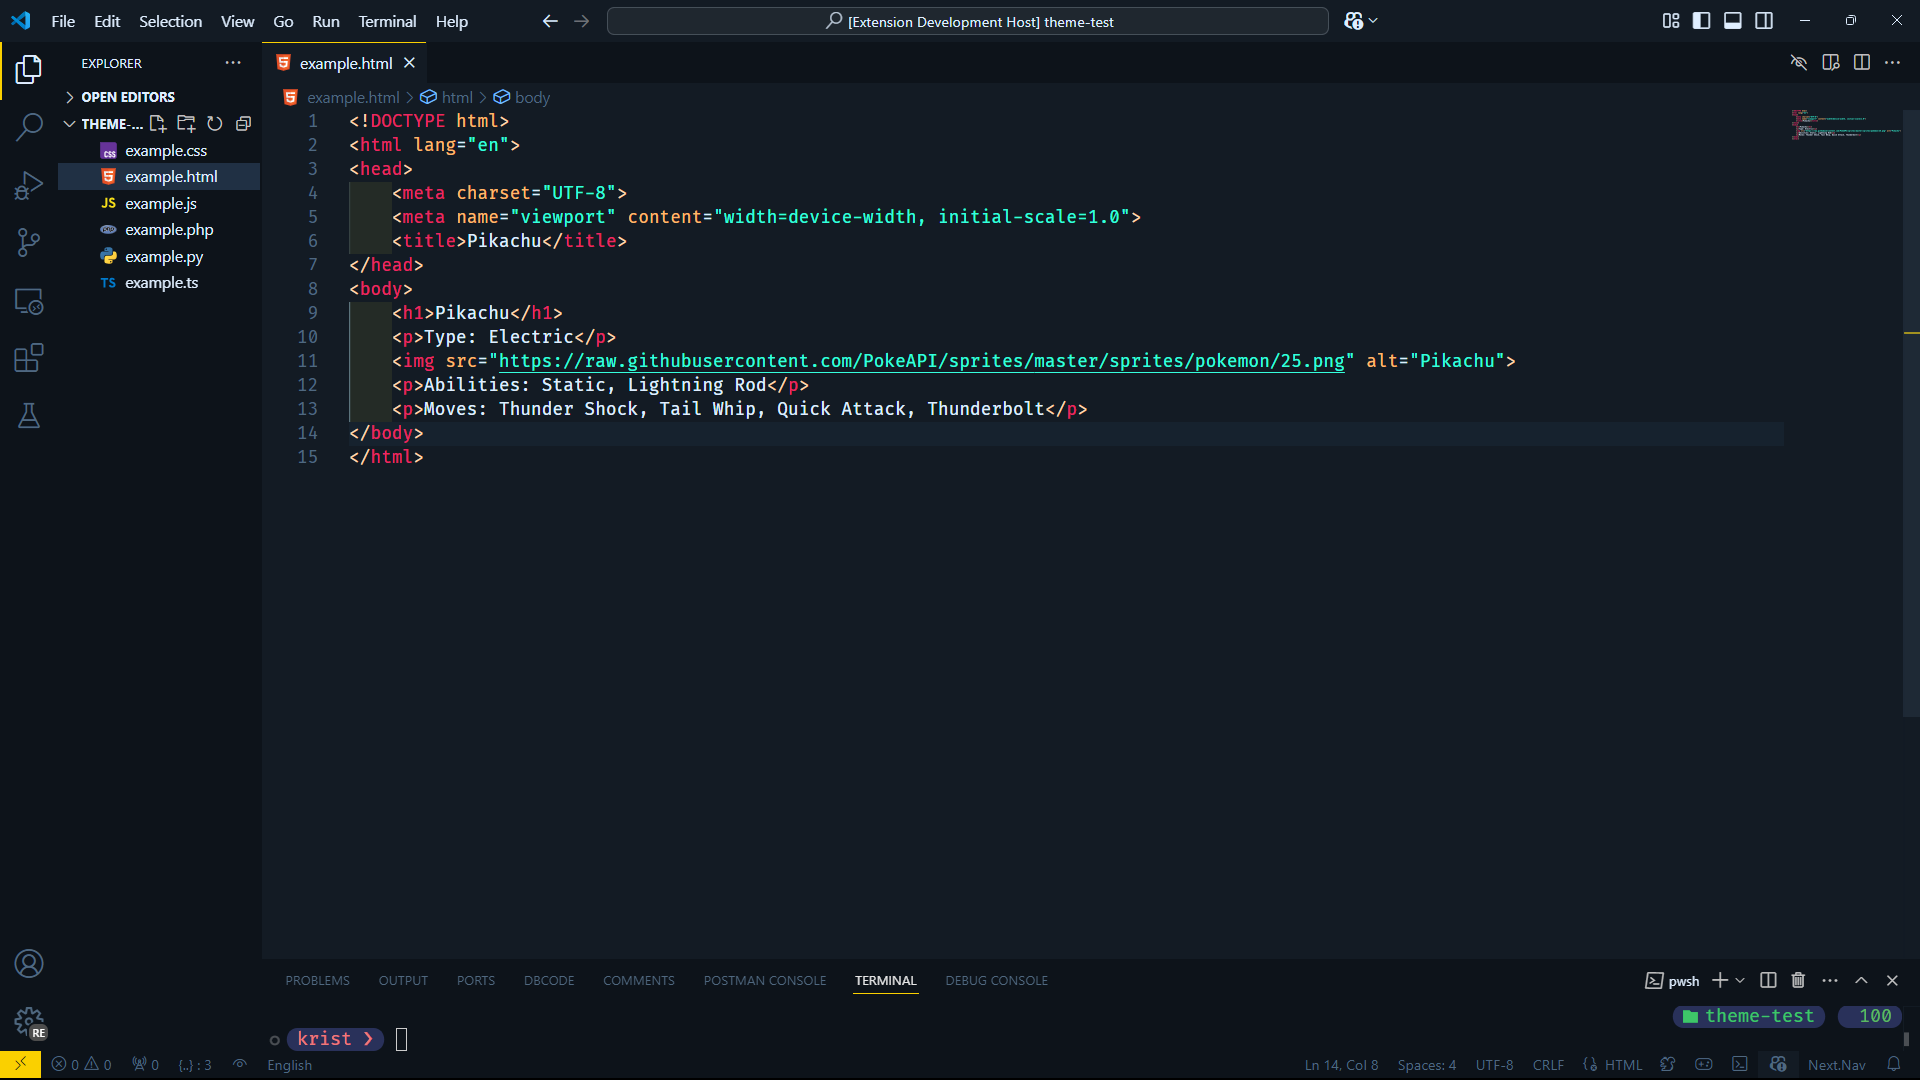 File Edit Selection View Go Run Terminal Help
[Extension Development Host] theme-test
EXPLORER
OPEN EDITORS
THEME-...
example.css
example.html
JS example.js
example.php
example.py
TS example.ts
example.html
example.html > html > body
1 <!DOCTYPE html>
2 <html lang="en">
3 <head>
4     <meta charset="UTF-8">
5     <meta name="viewport" content="width=device-width, initial-scale=1.0">
6     <title>Pikachu</title>
7 </head>
8 <body>
9     <h1>Pikachu</h1>
10     <p>Type: Electric</p>
11     <img src="https://raw.githubusercontent.com/PokeAPI/sprites/master/sprites/pokemon/25.png" alt="Pikachu">
12     <p>Abilities: Static, Lightning Rod</p>
13     <p>Moves: Thunder Shock, Tail Whip, Quick Attack, Thunderbolt</p>
14 </body>
15 </html>
PROBLEMS OUTPUT PORTS DBCODE COMMENTS POSTMAN CONSOLE TERMINAL DEBUG CONSOLE
pwsh
theme-test 100
krist ❯
RE
0 0 0 {..} : 3 English
Ln 14, Col 8 Spaces: 4 UTF-8 CRLF HTML Next.Nav